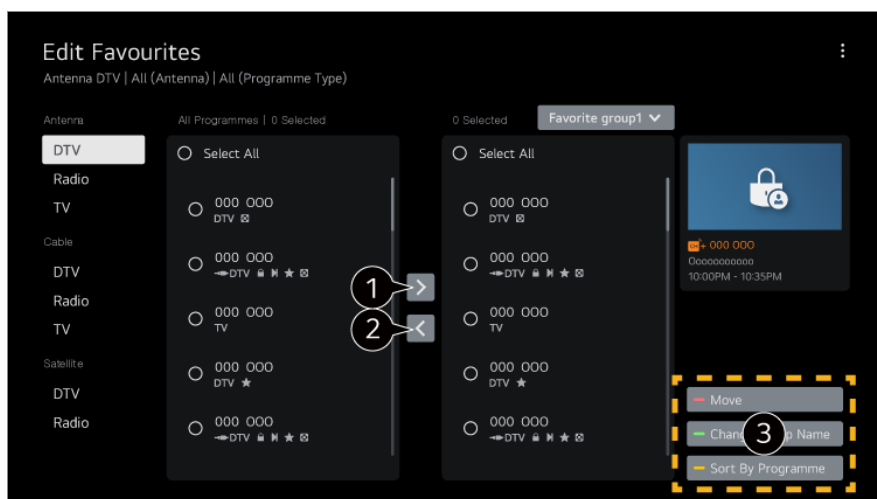 Edit Favourites
Antenna DTV | All (Antenna) | All (Programme Type)
Antenna
DTV
Radio
TV
Cable
DTV
Radio
TV
Satellite
DTV
Radio
All Programmes | 0 Selected
Select All
000 000
DTV
000 000
DTV
000 000
TV
000 000
DTV
000 000
DTV
1
2
0 Selected
Favorite group1
Select All
000 000
DTV
000 000
DTV
000 000
TV
000 000
DTV
000 000
DTV
CH+ 000 000
Oooooooooo
10:00PM - 10:35PM
Move
3
p Name
Sort By Programme